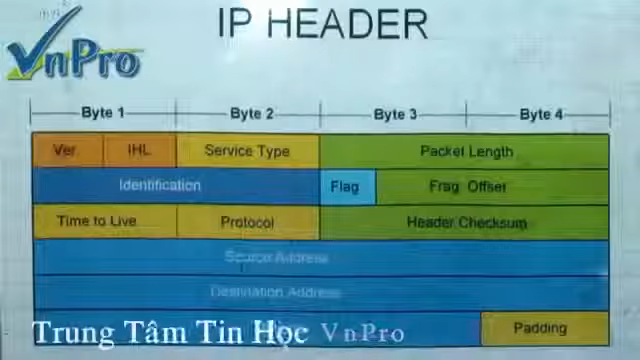 IP HEADER
VnPro
Byte 1 Byte 2 Byte 3 Byte 4
Ver IHL Service Type Packet Length
Identification Flag Frag Offset
Time to Live Protocol Header Checksum
Source Address
Destination Address
Padding
Trung Tâm Tin Học VnPro